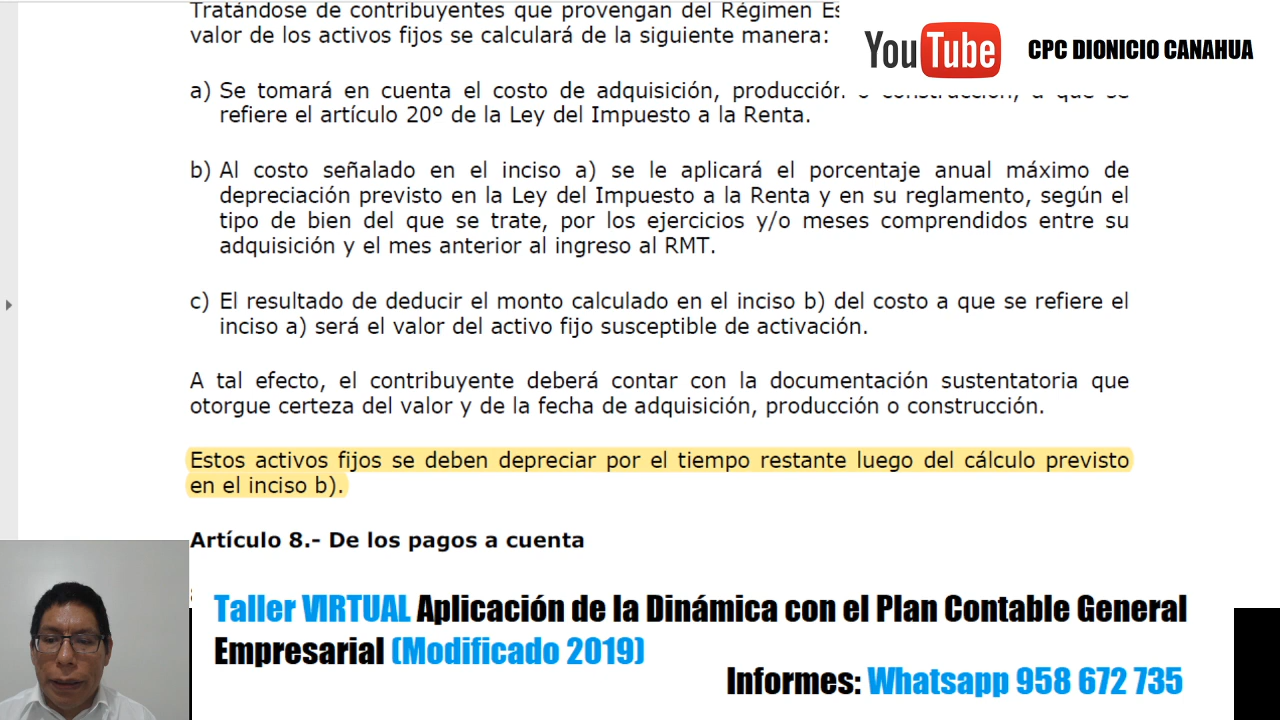 Tratándose de contribuyentes que provengan del Régimen Es
valor de los activos fijos se calculará de la siguiente manera:
YouTube
CPC DIONICIO CANAHUA
a) Se tomará en cuenta el costo de adquisición, producción o construcción, a que se
refiere el artículo 20º de la Ley del Impuesto a la Renta.
b) Al costo señalado en el inciso a) se le aplicará el porcentaje anual máximo de
depreciación previsto en la Ley del Impuesto a la Renta y en su reglamento, según el
tipo de bien del que se trate, por los ejercicios y/o meses comprendidos entre su
adquisición y el mes anterior al ingreso al RMT.
c) El resultado de deducir el monto calculado en el inciso b) del costo a que se refiere el
inciso a) será el valor del activo fijo susceptible de activación.
A tal efecto, el contribuyente deberá contar con la documentación sustentatoria que
otorgue certeza del valor y de la fecha de adquisición, producción o construcción.
Estos activos fijos se deben depreciar por el tiempo restante luego del cálculo previsto
en el inciso b).
Artículo 8.- De los pagos a cuenta
Taller VIRTUAL Aplicación de la Dinámica con el Plan Contable General
Empresarial (Modificado 2019)
Informes: Whatsapp 958 672 735